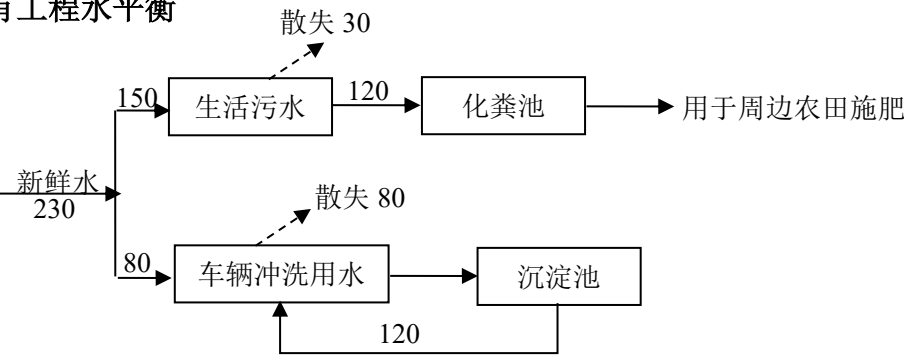 有工程水平衡
散失 30
150
生活污水
120
化粪池
用于周边农田施肥
新鲜水
230
散失 80
80
车辆冲洗用水
沉淀池
120